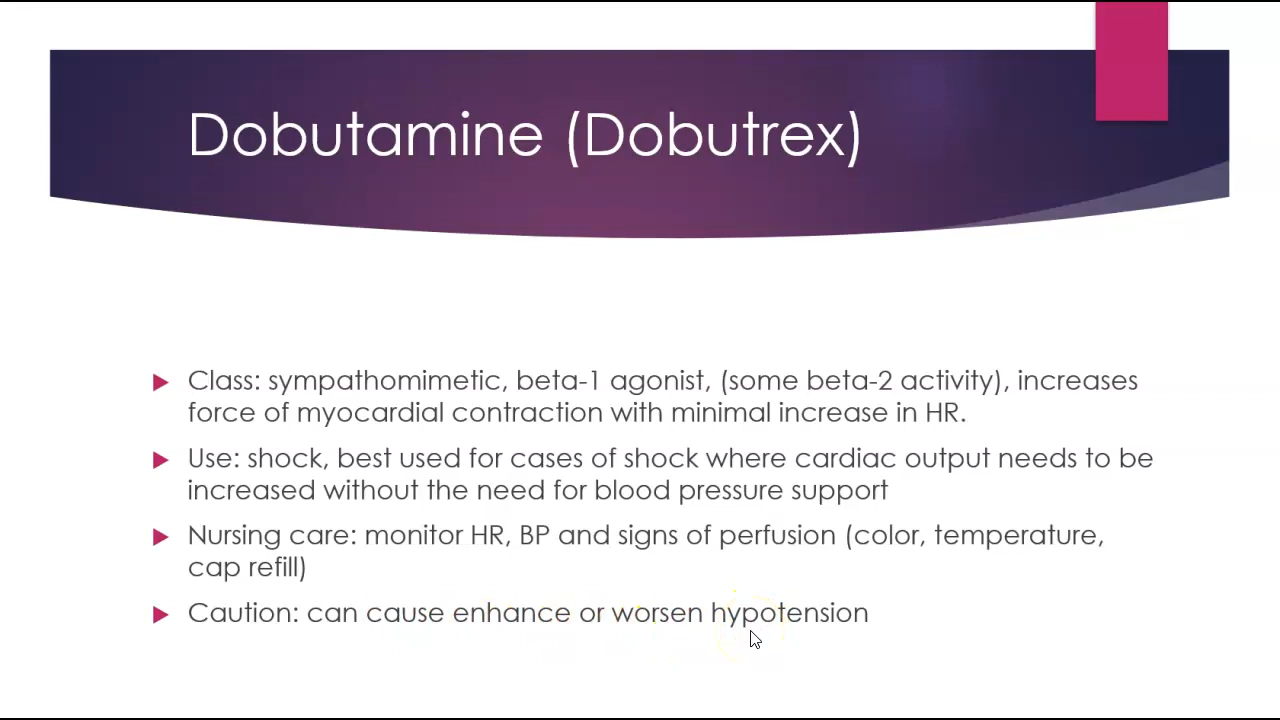 Dobutamine (Dobutrex)
Class: sympathomimetic, beta-1 agonist, (some beta-2 activity), increases
force of myocardial contraction with minimal increase in HR.
Use: shock, best used for cases of shock where cardiac output needs to be
increased without the need for blood pressure support
Nursing care: monitor HR, BP and signs of perfusion (color, temperature,
cap refill)
Caution: can cause enhance or worsen hypotension